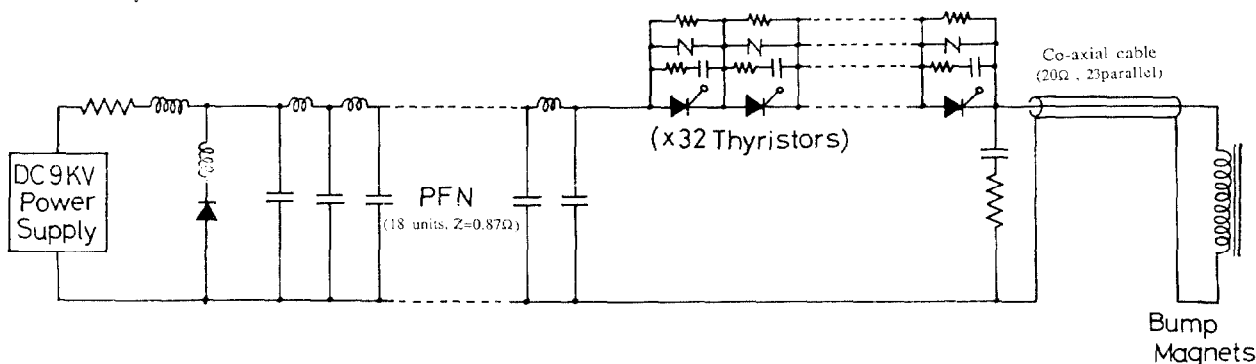 DC 9KV
Power
Supply
PFN
(18 units, Z=0.87Ω)
(x32 Thyristors)
Co-axial cable
(20Ω , 23parallel)
Bump
Magnets